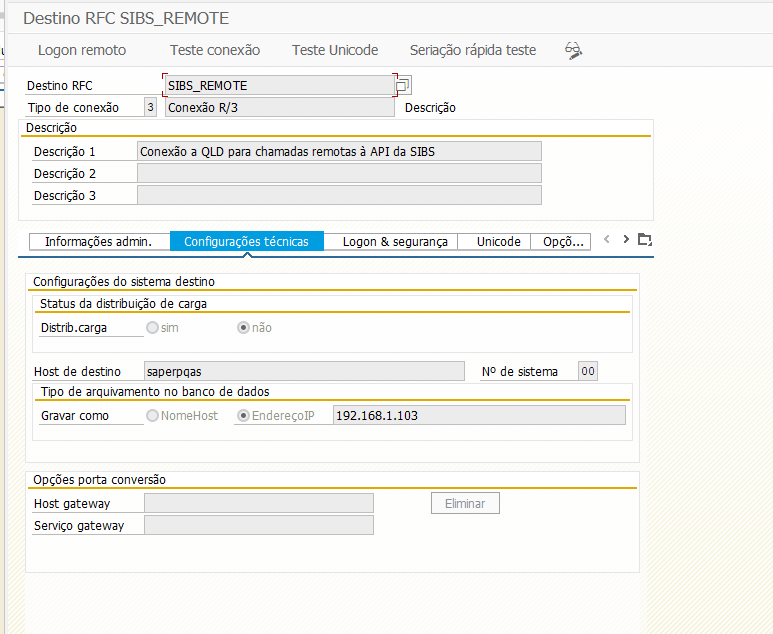 Destino RFC SIBS_REMOTE
Logon remoto Teste conexão Teste Unicode Seriação rápida teste
Destino RFC SIBS_REMOTE
Tipo de conexão 3 Conexão R/3 Descrição
Descrição
Descrição 1 Conexão a QLD para chamadas remotas à API da SIBS
Descrição 2
Descrição 3
Informações admin. Configurações técnicas Logon & segurança Unicode Opçõ...
Configurações do sistema destino
Status da distribuição de carga
Distrib.carga sim não
Host de destino saperpqas Nº de sistema 00
Tipo de arquivamento no banco de dados
Gravar como NomeHost EndereçoIP 192.168.1.103
Opções porta conversão
Host gateway Eliminar
Serviço gateway